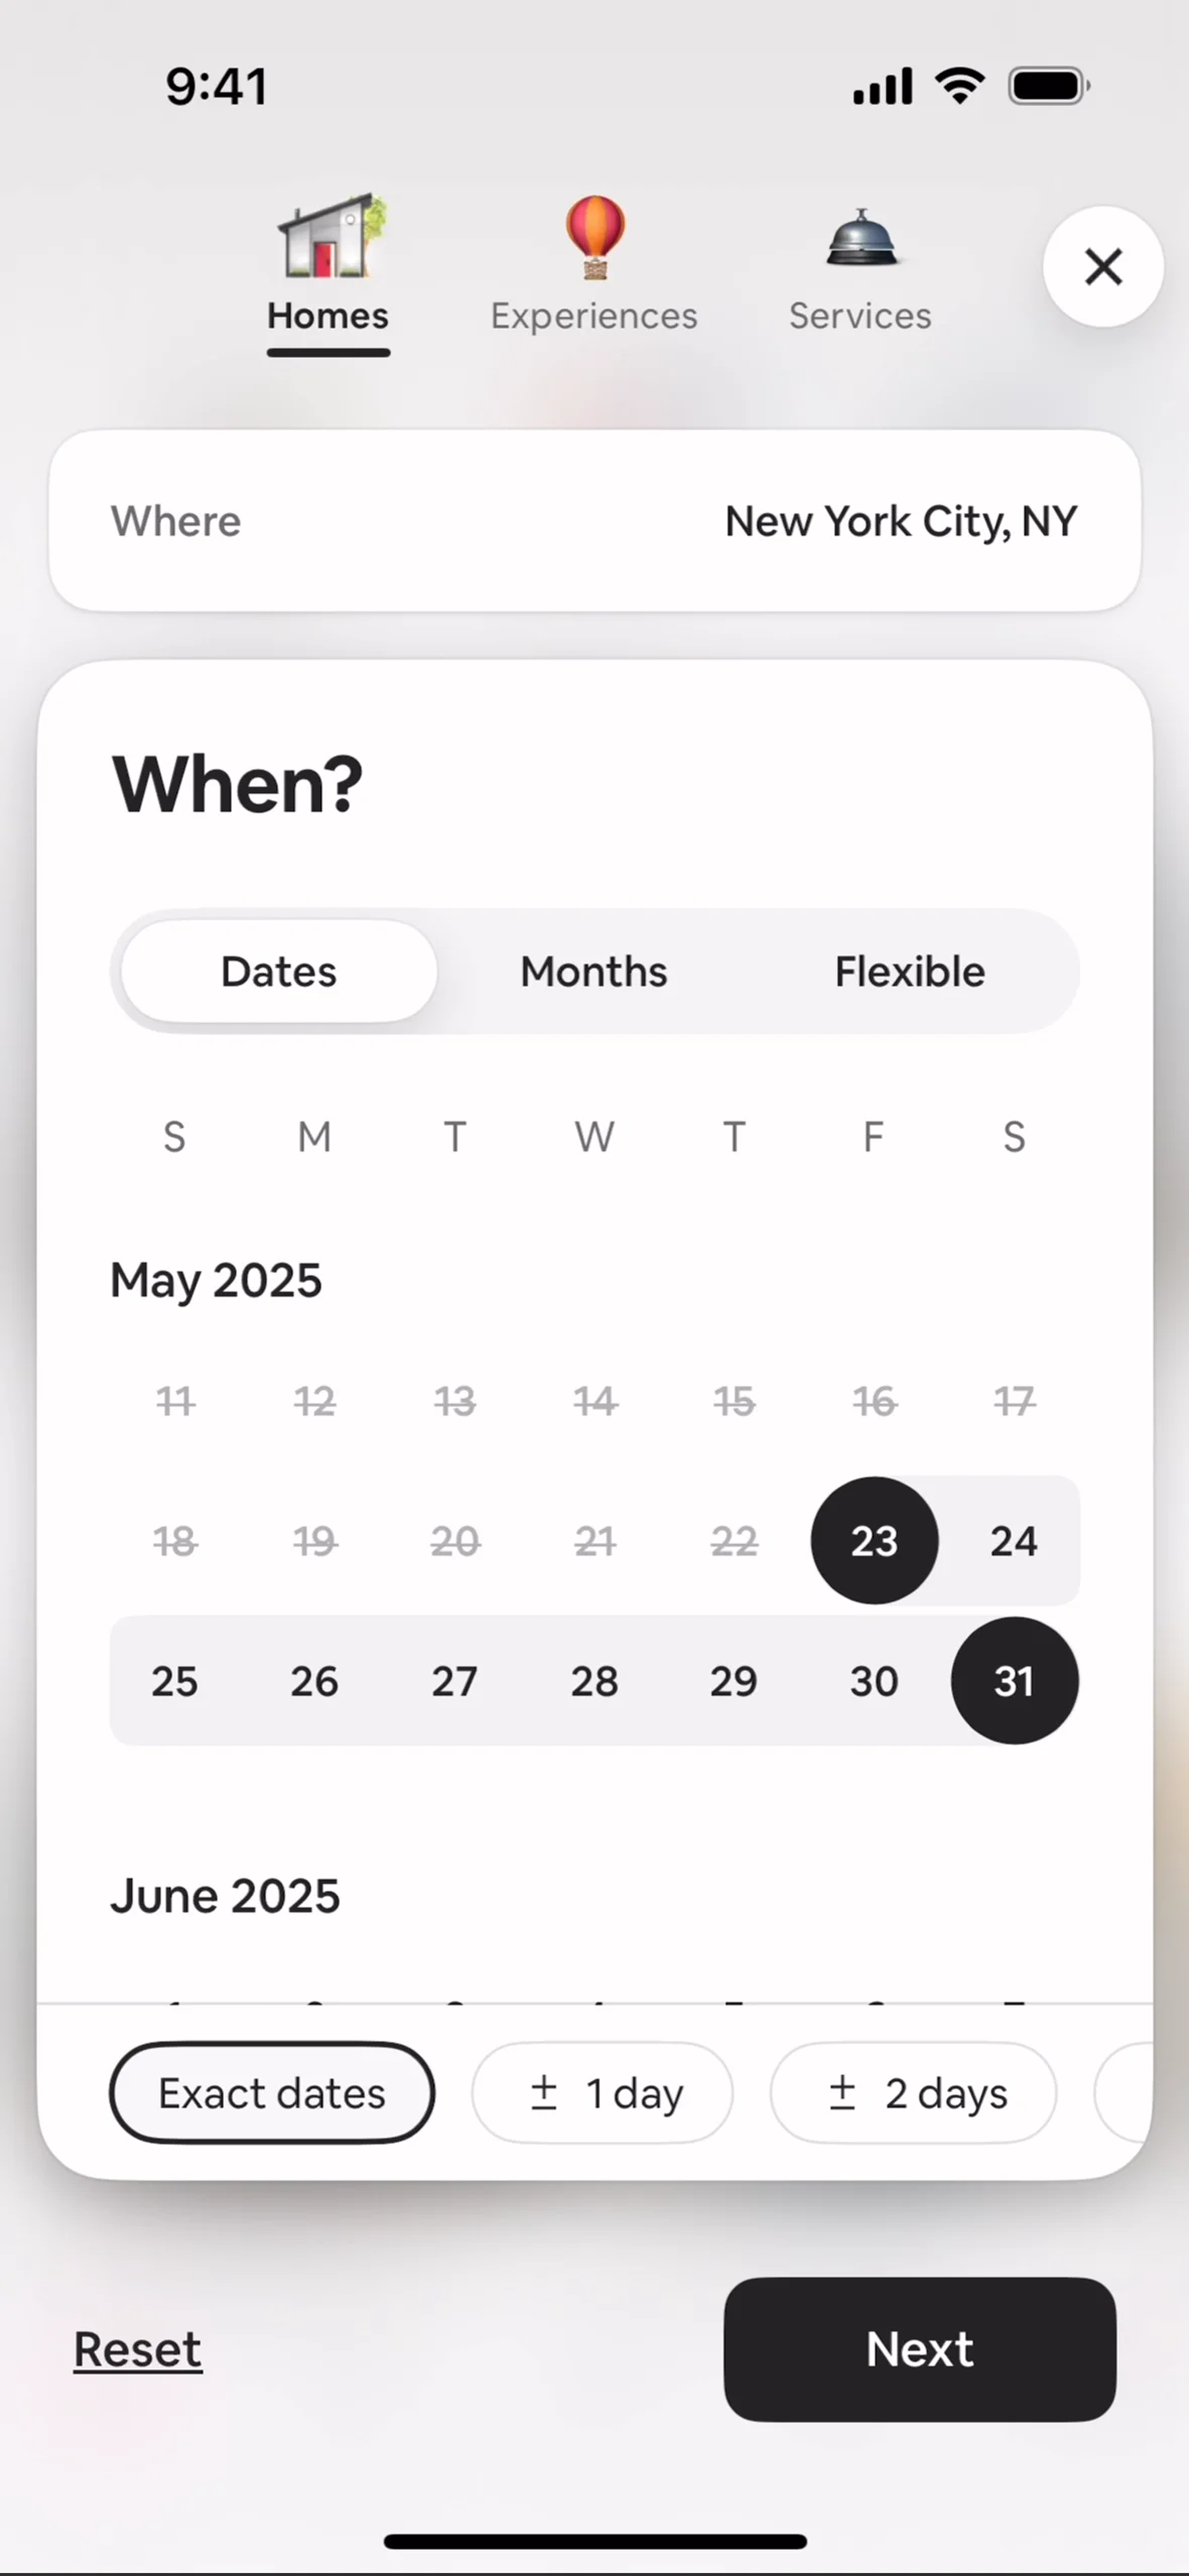 9:41
Homes Experiences Services
Where New York City, NY
When?
Dates Months Flexible
S M T W T F S
May 2025
11 12 13 14 15 16 17
18 19 20 21 22 23 24
25 26 27 28 29 30 31
June 2025
Exact dates ± 1 day ± 2 days
Reset Next